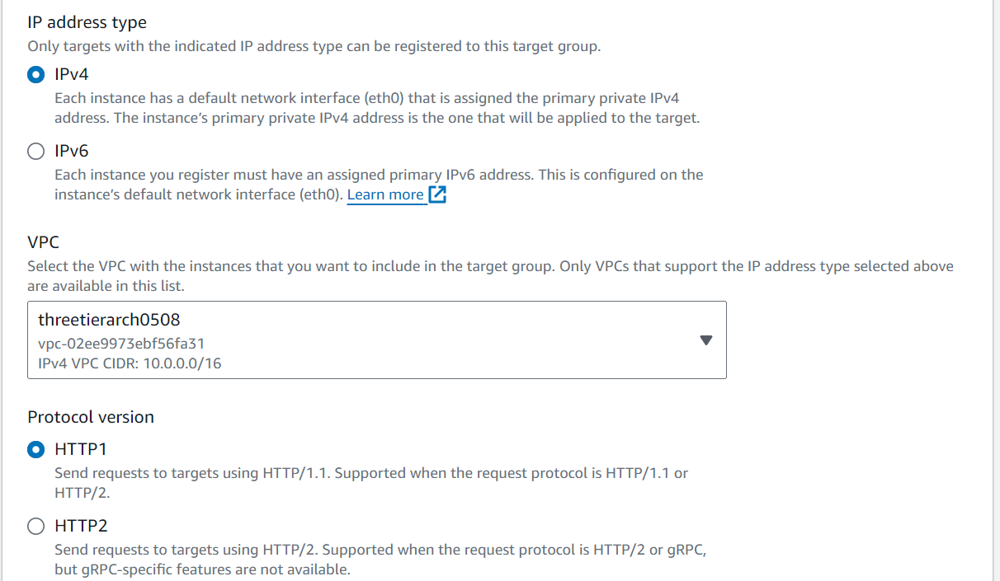 IP address type
Only targets with the indicated IP address type can be registered to this target group.
IPv4
Each instance has a default network interface (eth0) that is assigned the primary private IPv4
address. The instance’s primary private IPv4 address is the one that will be applied to the target.
IPv6
Each instance you register must have an assigned primary IPv6 address. This is configured on the
instance’s default network interface (eth0). Learn more
VPC
Select the VPC with the instances that you want to include in the target group. Only VPCs that support the IP address type selected above
are available in this list.
threetierarch0508
vpc-02ee9973ebf56fa31
IPv4 VPC CIDR: 10.0.0.0/16
Protocol version
HTTP1
Send requests to targets using HTTP/1.1. Supported when the request protocol is HTTP/1.1 or
HTTP/2.
HTTP2
Send requests to targets using HTTP/2. Supported when the request protocol is HTTP/2 or gRPC,
but gRPC-specific features are not available.